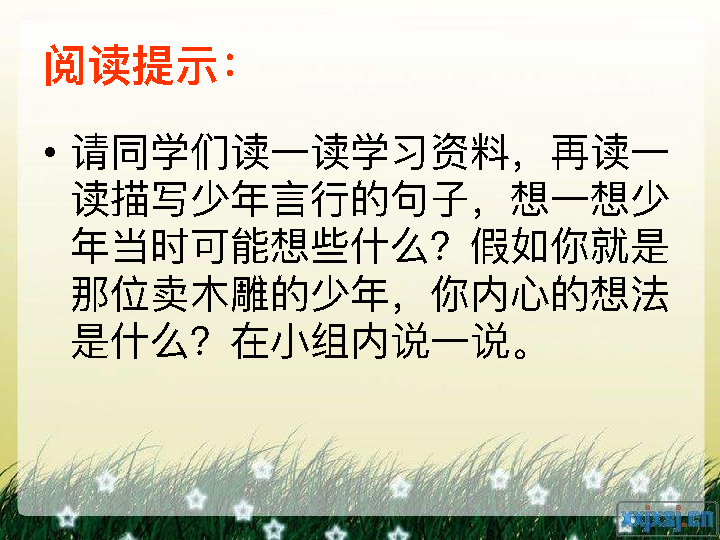 阅读提示：
• 请同学们读一读学习资料，再读一
读描写少年言行的句子，想一想少
年当时可能想些什么？假如你就是
那位卖木雕的少年，你内心的想法
是什么？在小组内说一说。
xxjxsj.cn